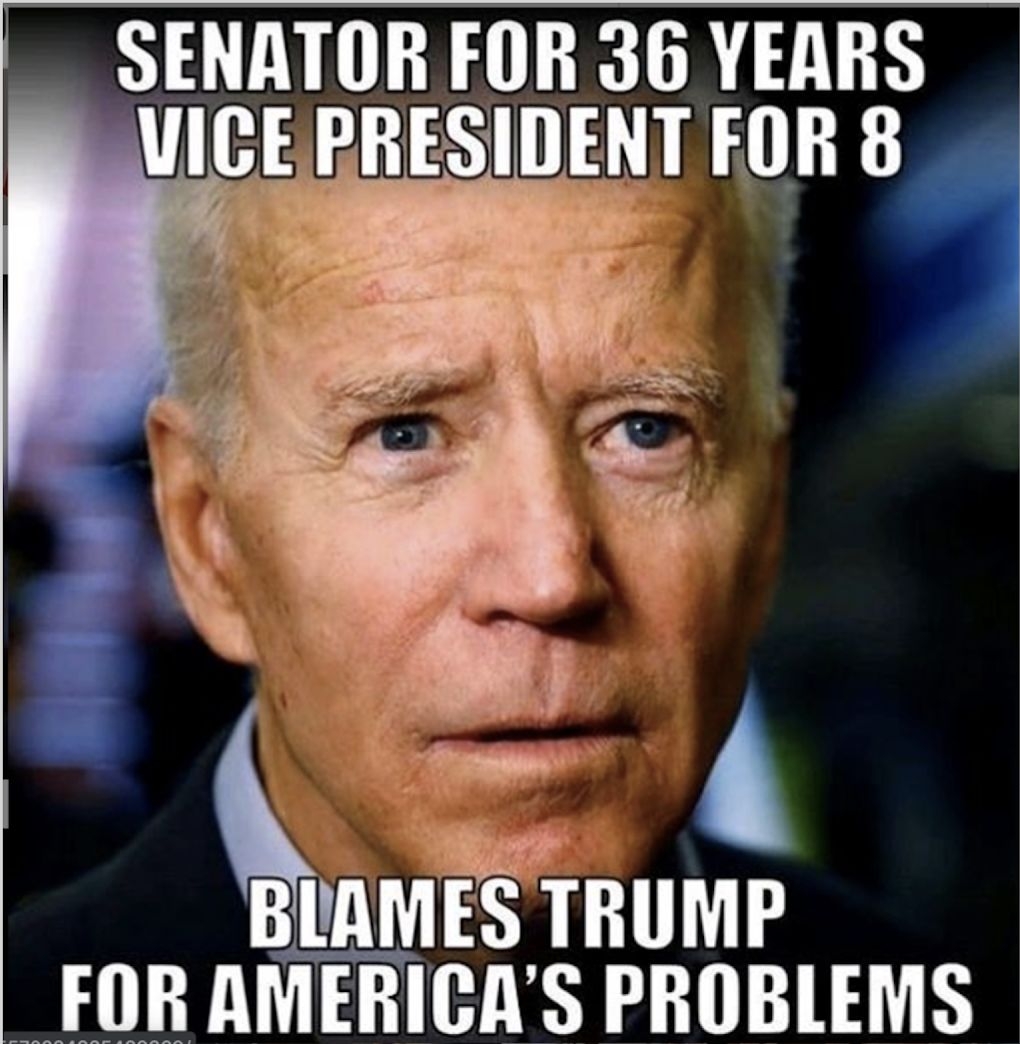 SENATOR FOR 36 YEARS
VICE PRESIDENT FOR 8
BLAMES TRUMP
FOR AMERICA'S PROBLEMS